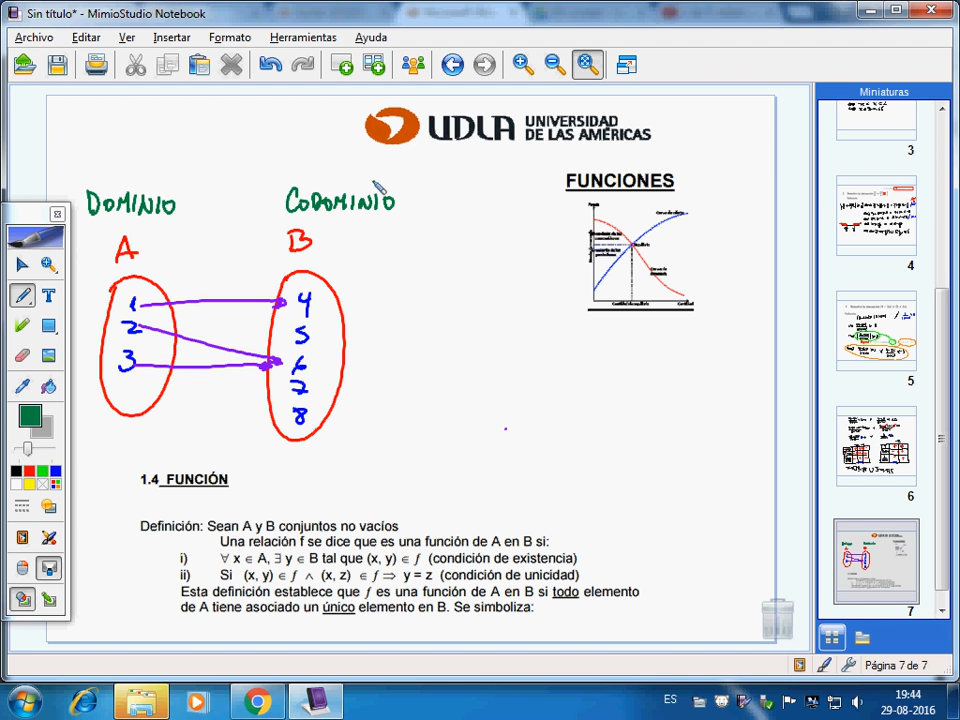 Sin título* - MimioStudio Notebook
Archivo Editar Ver Insertar Formato Herramientas Ayuda
Miniaturas
UDLA UNIVERSIDAD
DE LAS AMÉRICAS
FUNCIONES
DOMINIO CODOMINIO
A B
1 4
2 5
3 6
7
8
1.4 FUNCIÓN
Definición: Sean A y B conjuntos no vacíos
Una relación f se dice que es una función de A en B si:
i) ∀ x ∈ A, ∃ y ∈ B tal que (x, y) ∈ f (condición de existencia)
ii) Si (x, y) ∈ f ∧ (x, z) ∈ f ⇒ y = z (condición de unicidad)
Esta definición establece que f es una función de A en B si todo elemento
de A tiene asociado un único elemento en B. Se simboliza:
3
4
5
6
7
Página 7 de 7
ES
19:44
29-08-2016